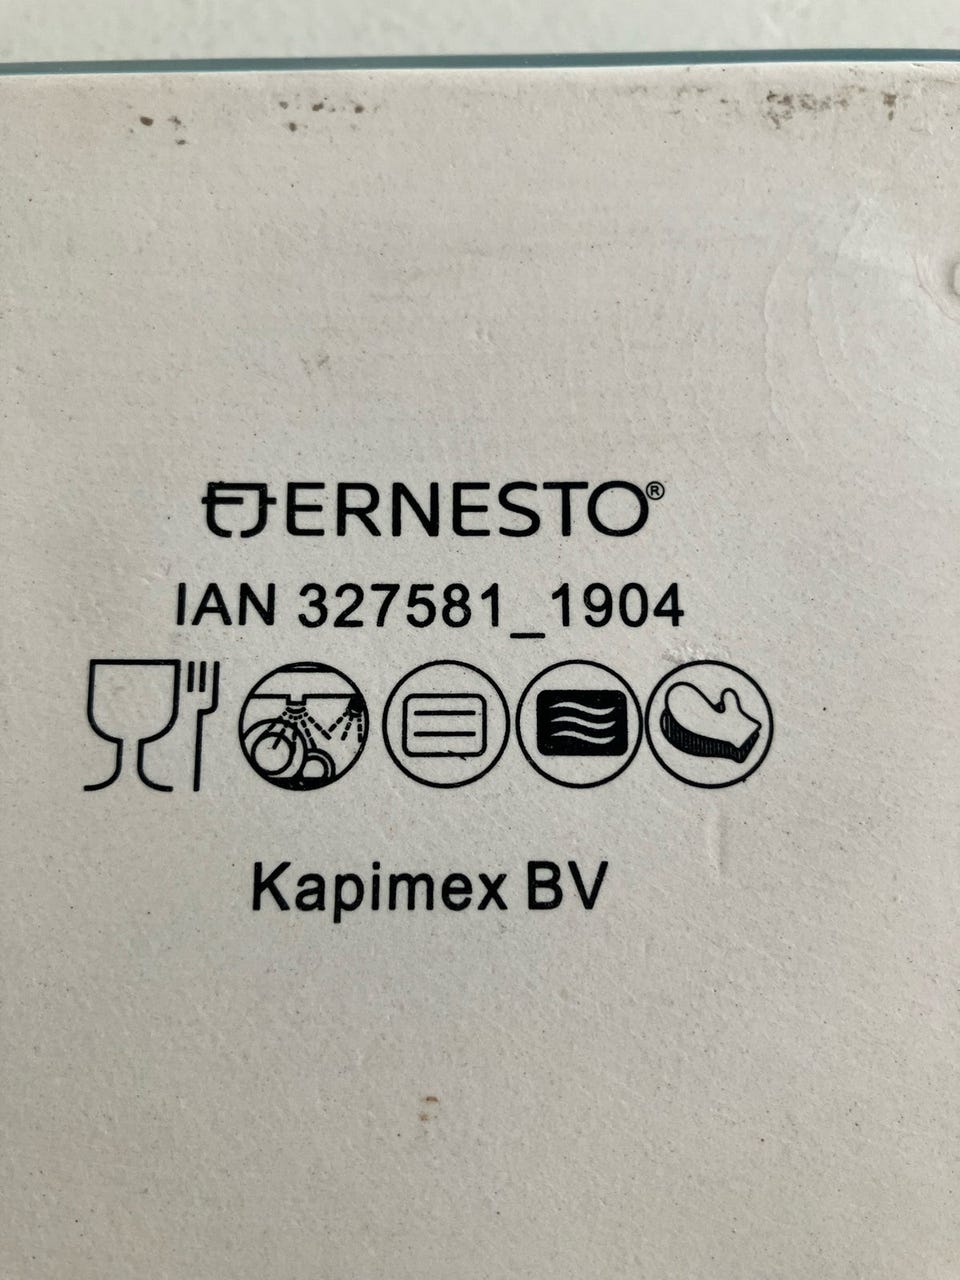 ERNESTO®
IAN 327581_1904
Kapimex BV